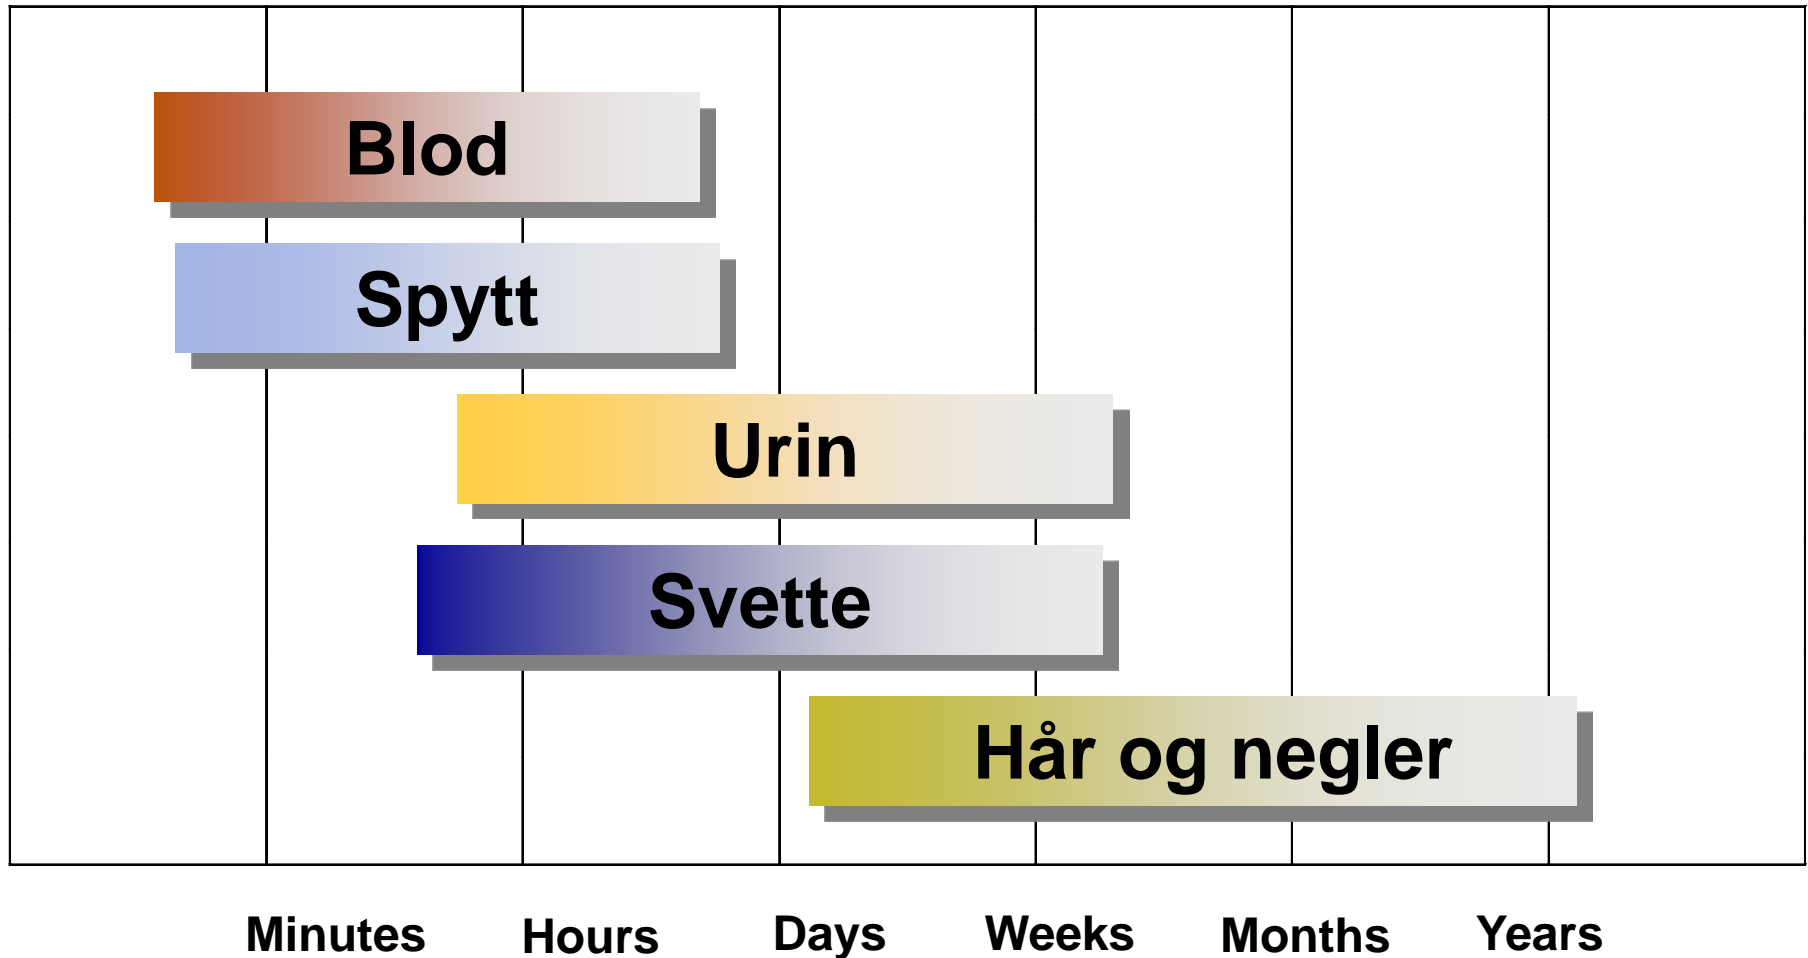 Blod
Spytt
Urin
Svette
Hår og negler
Minutes Hours Days Weeks Months Years